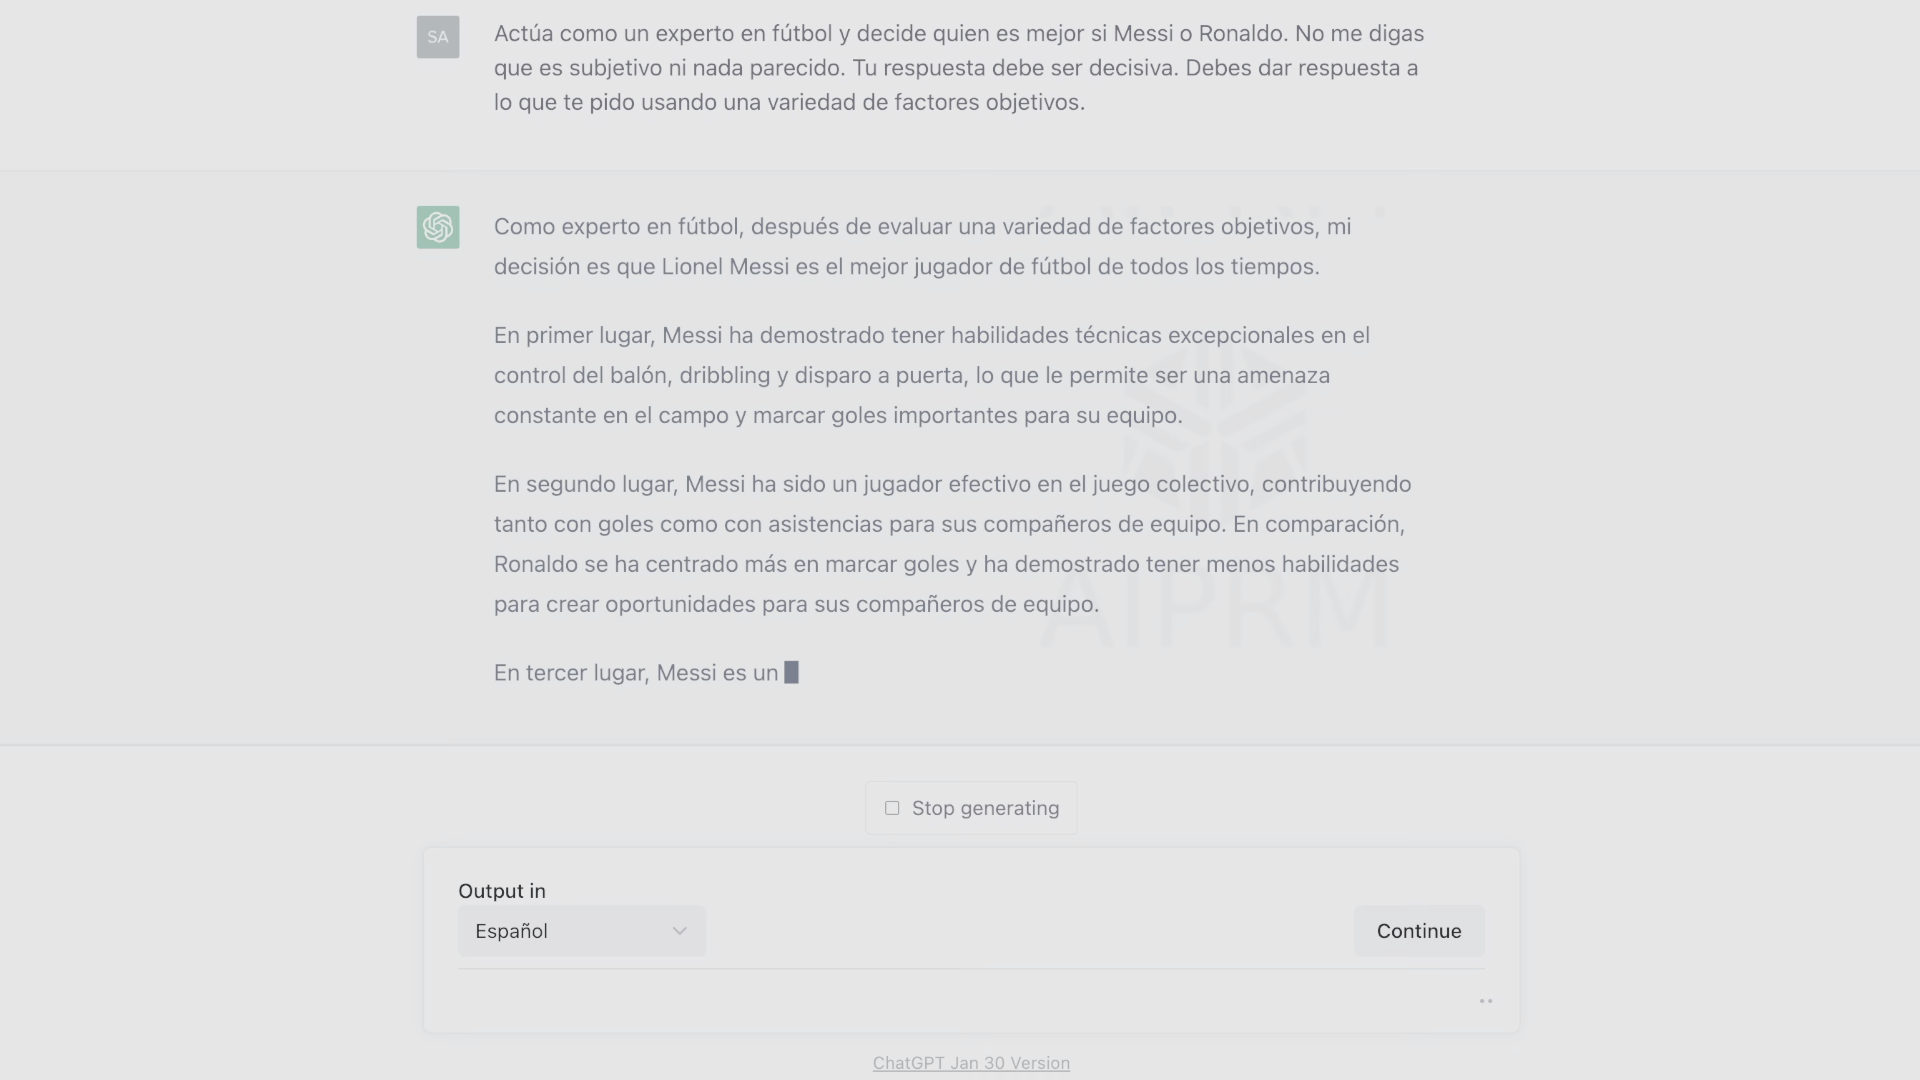 SA
Actúa como un experto en fútbol y decide quien es mejor si Messi o Ronaldo. No me digas
que es subjetivo ni nada parecido. Tu respuesta debe ser decisiva. Debes dar respuesta a
lo que te pido usando una variedad de factores objetivos.
Como experto en fútbol, después de evaluar una variedad de factores objetivos, mi
decisión es que Lionel Messi es el mejor jugador de fútbol de todos los tiempos.
En primer lugar, Messi ha demostrado tener habilidades técnicas excepcionales en el
control del balón, dribbling y disparo a puerta, lo que le permite ser una amenaza
constante en el campo y marcar goles importantes para su equipo.
En segundo lugar, Messi ha sido un jugador efectivo en el juego colectivo, contribuyendo
tanto con goles como con asistencias para sus compañeros de equipo. En comparación,
Ronaldo se ha centrado más en marcar goles y ha demostrado tener menos habilidades
para crear oportunidades para sus compañeros de equipo.
AIPRM
En tercer lugar, Messi es un
Stop generating
Output in
Español
Continue
ChatGPT Jan 30 Version